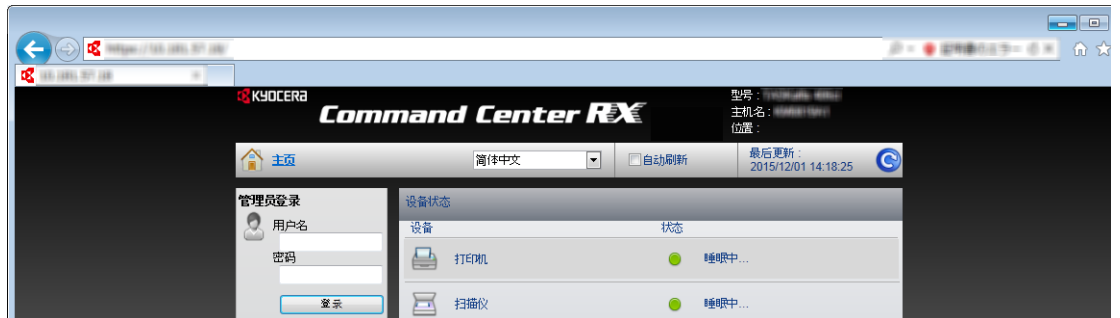 KYOCERA
Command Center RX
型号 :
主机名 :
位置 :
主页
简体中文
自动刷新
最后更新 :
2015/12/01 14:18:25
管理员登录
用户名
密码
登录
设备状态
设备 状态
打印机 睡眠中...
扫描仪 睡眠中...